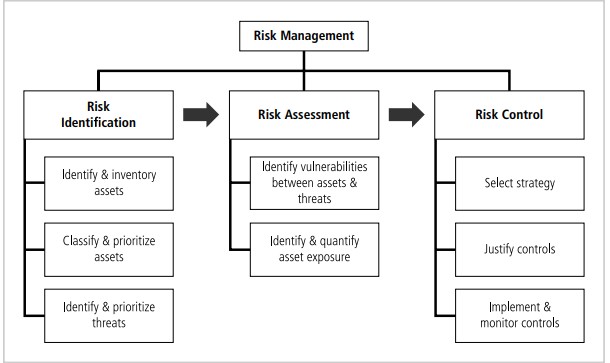 Risk Management
Risk
Identification
Identify & inventory
assets
Classify & prioritize
assets
Identify & prioritize
threats
Risk Assessment
Identify vulnerabilities
between assets &
threats
Identify & quantify
asset exposure
Risk Control
Select strategy
Justify controls
Implement &
monitor controls